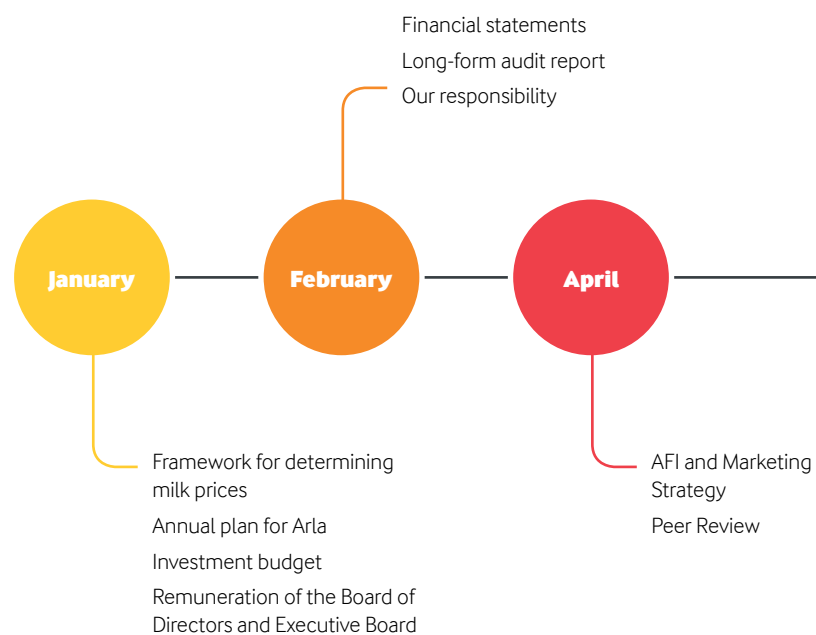 Financial statements
Long-form audit report
Our responsibility
January
February
April
Framework for determining
milk prices
Annual plan for Arla
Investment budget
Remuneration of the Board of
Directors and Executive Board
AFI and Marketing
Strategy
Peer Review